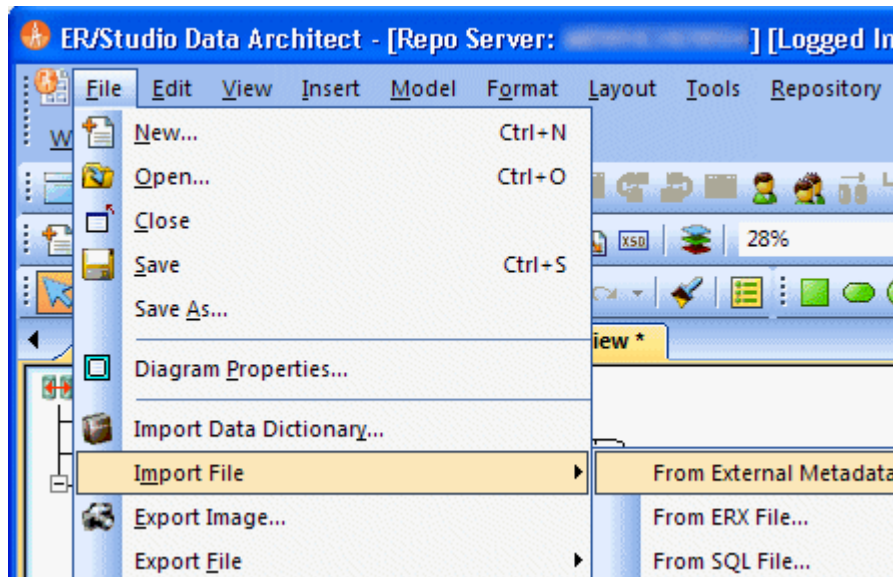 ER/Studio Data Architect - [Repo Server: ] [Logged In
File Edit View Insert Model Format Layout Tools Repository
W
New... Ctrl+N
Open... Ctrl+O
Close
XSD 28%
Save Ctrl+S
Save As...
iew *
Diagram Properties...
Import Data Dictionary...
Import File From External Metadata
Export Image... From ERX File...
Export File From SQL File...